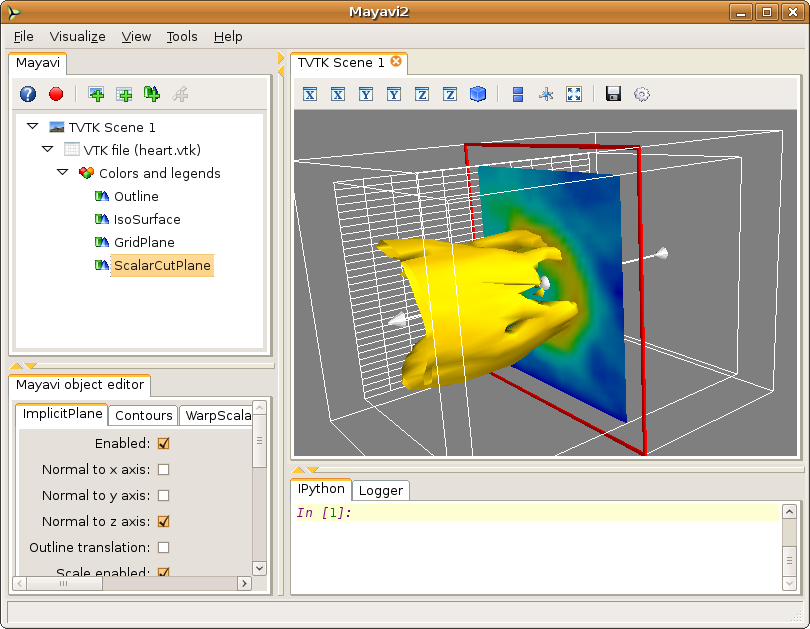 Mayavi2
File Visualize View Tools Help
Mayavi
TVTK Scene 1
VTK file (heart.vtk)
Colors and legends
Outline
IsoSurface
GridPlane
ScalarCutPlane
Mayavi object editor
ImplicitPlane Contours WarpScala
Enabled:
Normal to x axis:
Normal to y axis:
Normal to z axis:
Outline translation:
Scale enabled:
TVTK Scene 1
X X Y Y Z Z
IPython Logger
In [1]: